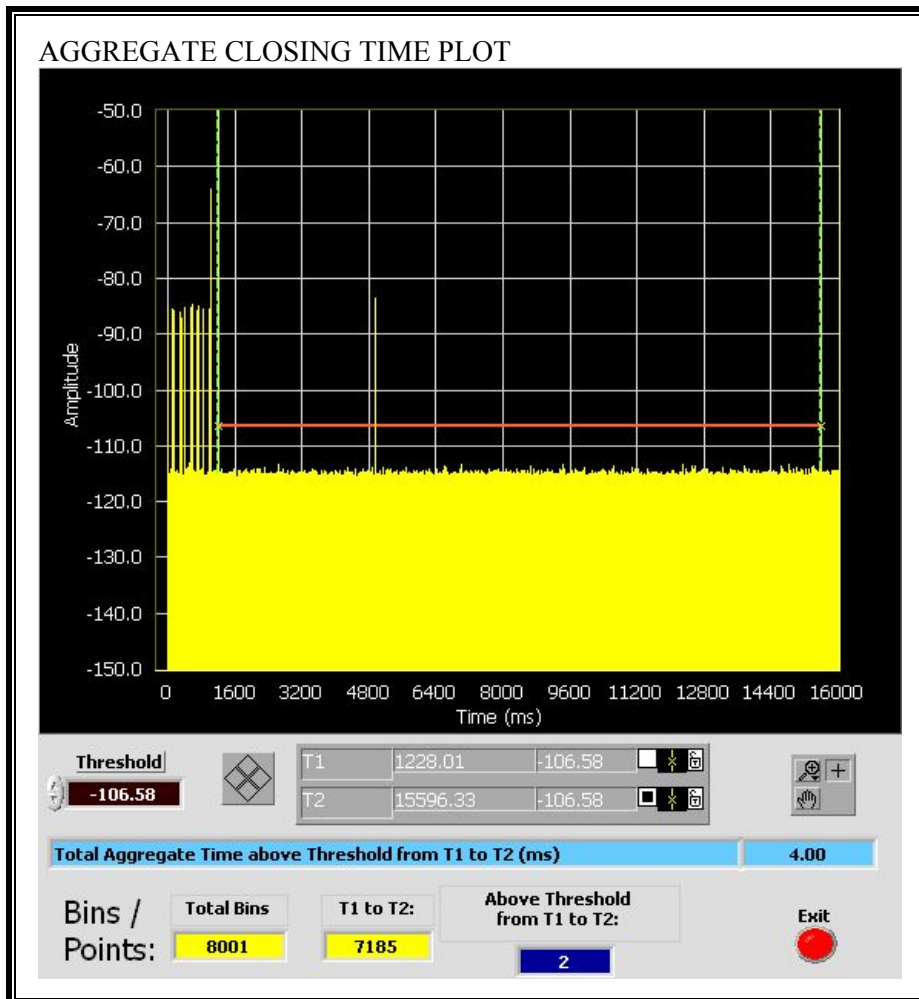 AGGREGATE CLOSING TIME PLOT
-50.0
-60.0
-70.0
-80.0
-90.0
-100.0
-110.0
-120.0
-130.0
-140.0
-150.0
Amplitude
0 1600 3200 4800 6400 8000 9600 11200 12800 14400 16000
Time (ms)
Threshold
-106.58
T1 1228.01 -106.58
T2 15596.33 -106.58
Total Aggregate Time above Threshold from T1 to T2 (ms) 4.00
Bins /
Points:
Total Bins
8001
T1 to T2:
7185
Above Threshold
from T1 to T2:
2
Exit